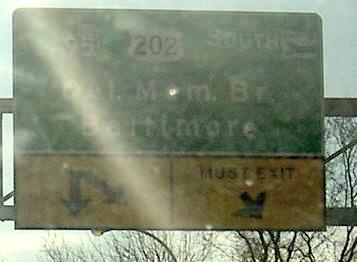 95 202 SOUTH
Del. Mem. Br.
Baltimore
MUST EXIT